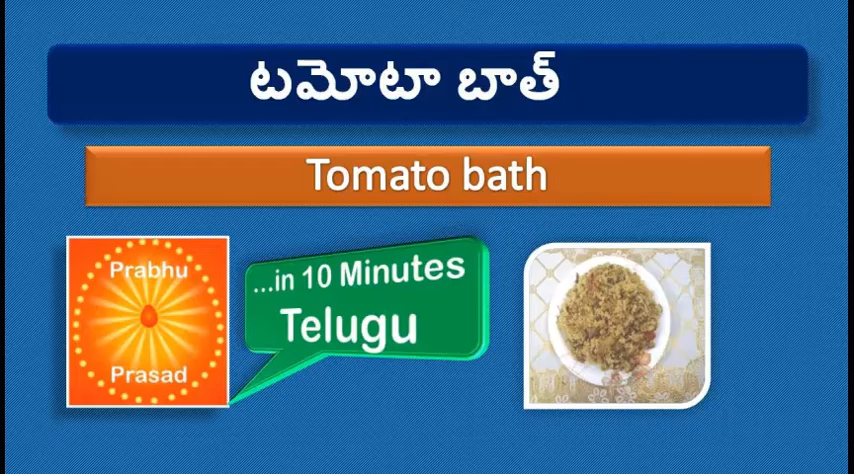 టమోటా బాత్
Tomato bath
Prabhu
Prasad
...in 10 Minutes
Telugu